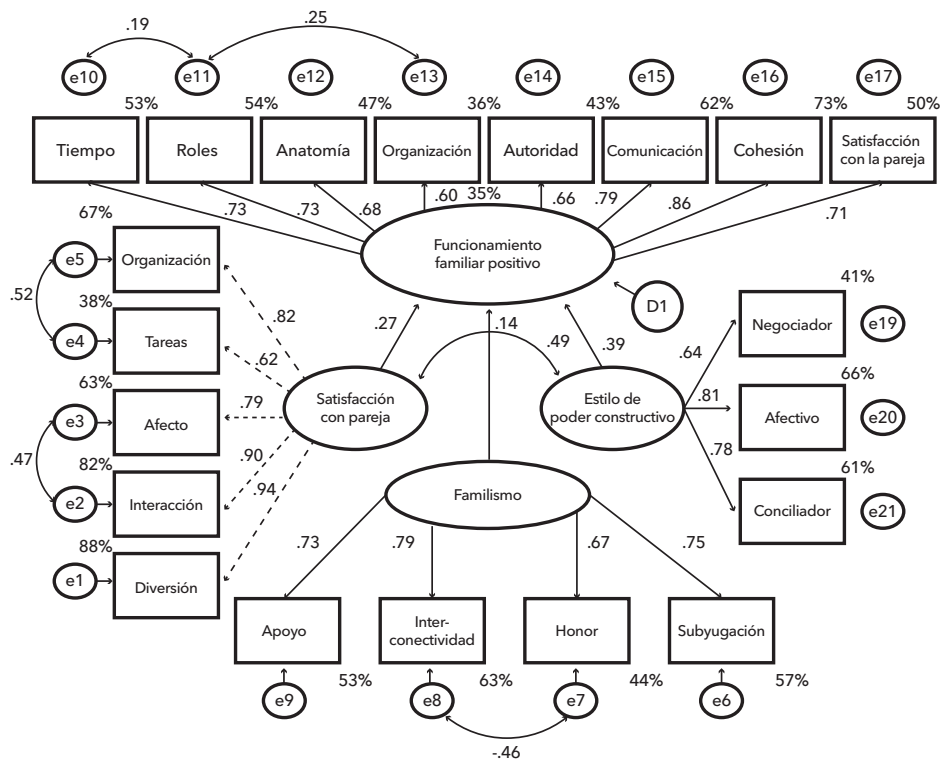 .19
.25
e10
e11
e12
e13
e14
e15
e16
e17
53%
54%
47%
36%
43%
62%
73%
50%
Tiempo
Roles
Anatomía
Organización
Autoridad
Comunicación
Cohesión
Satisfacción
con la pareja
.73
.73
.68
.60
35%
.66
.79
.86
.71
Funcionamiento
familiar positivo
D1
67%
e5
Organización
.52
38%
e4
Tareas
63%
e3
Afecto
.47
82%
e2
Interacción
88%
e1
Diversión
.82
.62
.79
.90
.94
Satisfacción
con pareja
.27
.14
.49
.39
Estilo de
poder constructivo
.64
.81
.78
41%
Negociador
e19
66%
Afectivo
e20
61%
Conciliador
e21
Familismo
.73
.79
.67
.75
Apoyo
Inter-
conectividad
Honor
Subyugación
53%
63%
44%
57%
e9
e8
e7
e6
-.46